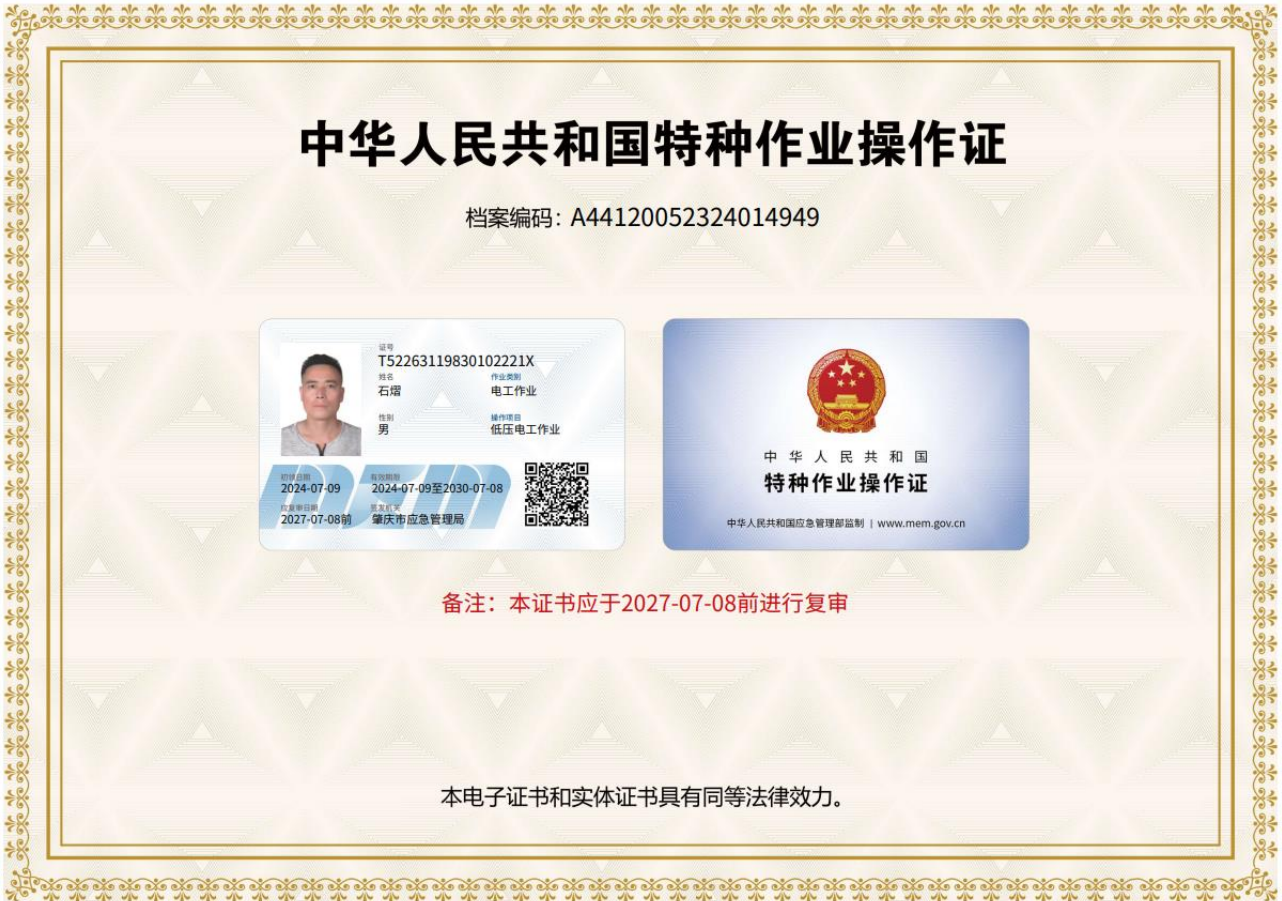 中华人民共和国特种作业操作证
档案编码：A44120052324014949
证号
T52263119830102221X
姓名 作业类别
石熠 电工作业
性别 操作项目
男 低压电工作业
初领日期 有效期限
2024-07-09 2024-07-09至2030-07-08
应复审日期 签发机关
2027-07-08前 肇庆市应急管理局
中华人民共和国
特种作业操作证
中华人民共和国应急管理部监制 | www.mem.gov.cn
备注：本证书应于2027-07-08前进行复审
本电子证书和实体证书具有同等法律效力。